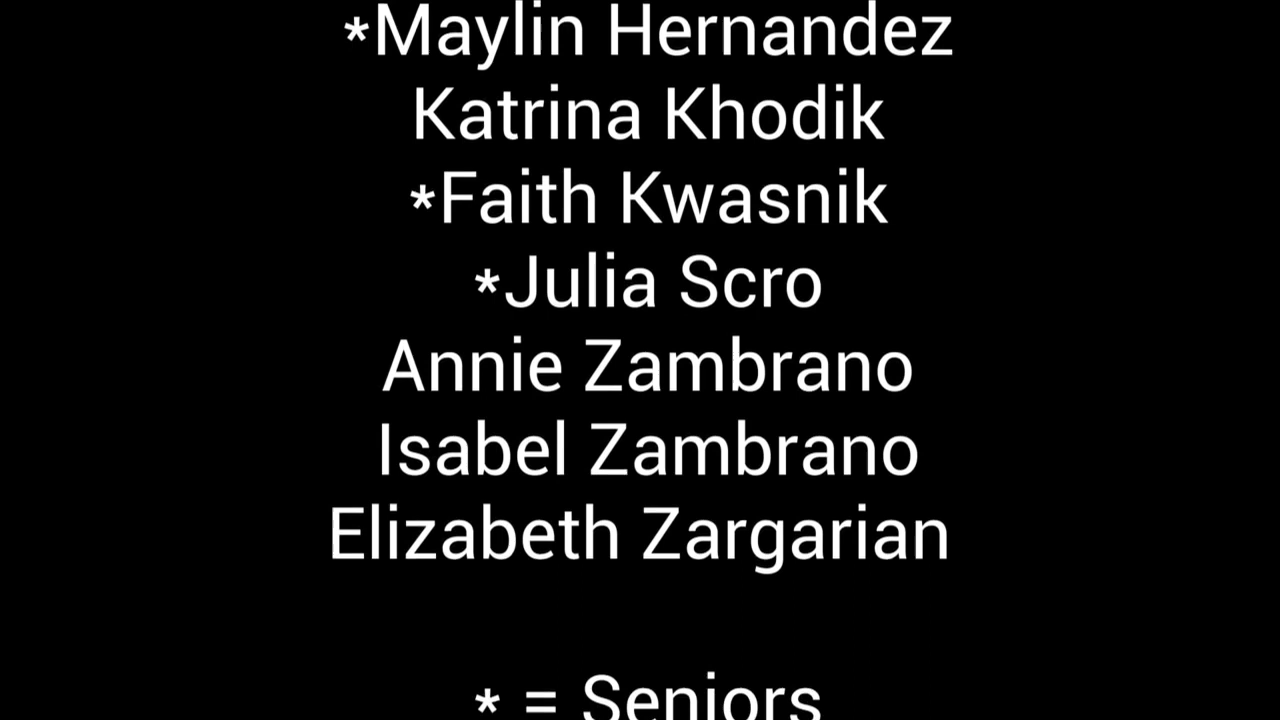 *Maylin Hernandez
Katrina Khodik
*Faith Kwasnik
*Julia Scro
Annie Zambrano
Isabel Zambrano
Elizabeth Zargarian
* = Seniors